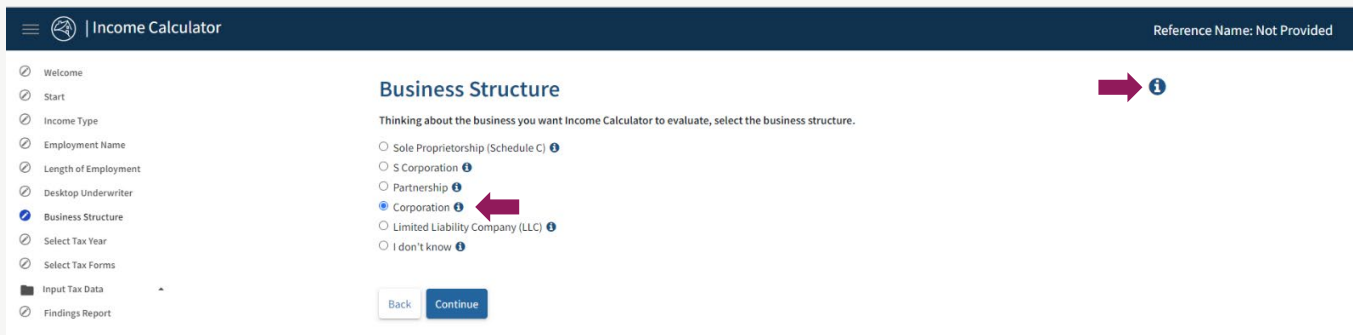 | Income Calculator
Reference Name: Not Provided
Welcome
Start
Income Type
Employment Name
Length of Employment
Desktop Underwriter
Business Structure
Select Tax Year
Select Tax Forms
Input Tax Data
Findings Report
Business Structure
Thinking about the business you want Income Calculator to evaluate, select the business structure.
Sole Proprietorship (Schedule C)
S Corporation
Partnership
Corporation
Limited Liability Company (LLC)
I don't know
Back
Continue